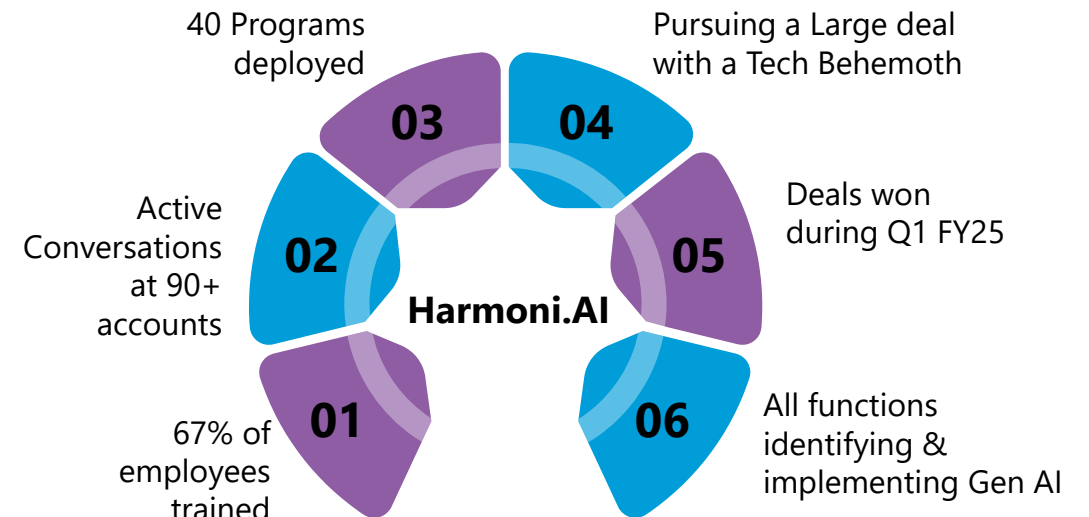 40 Programs
deployed
03
04
Pursuing a Large deal
with a Tech Behemoth
Active
Conversations
at 90+
accounts
02
05
Deals won
during Q1 FY25
Harmoni.AI
67% of
employees
trained
01
06
All functions
identifying &
implementing Gen AI